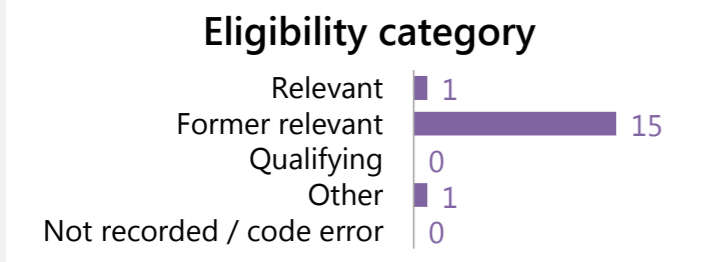 Eligibility category
Relevant 1
Former relevant 15
Qualifying 0
Other 1
Not recorded / code error 0